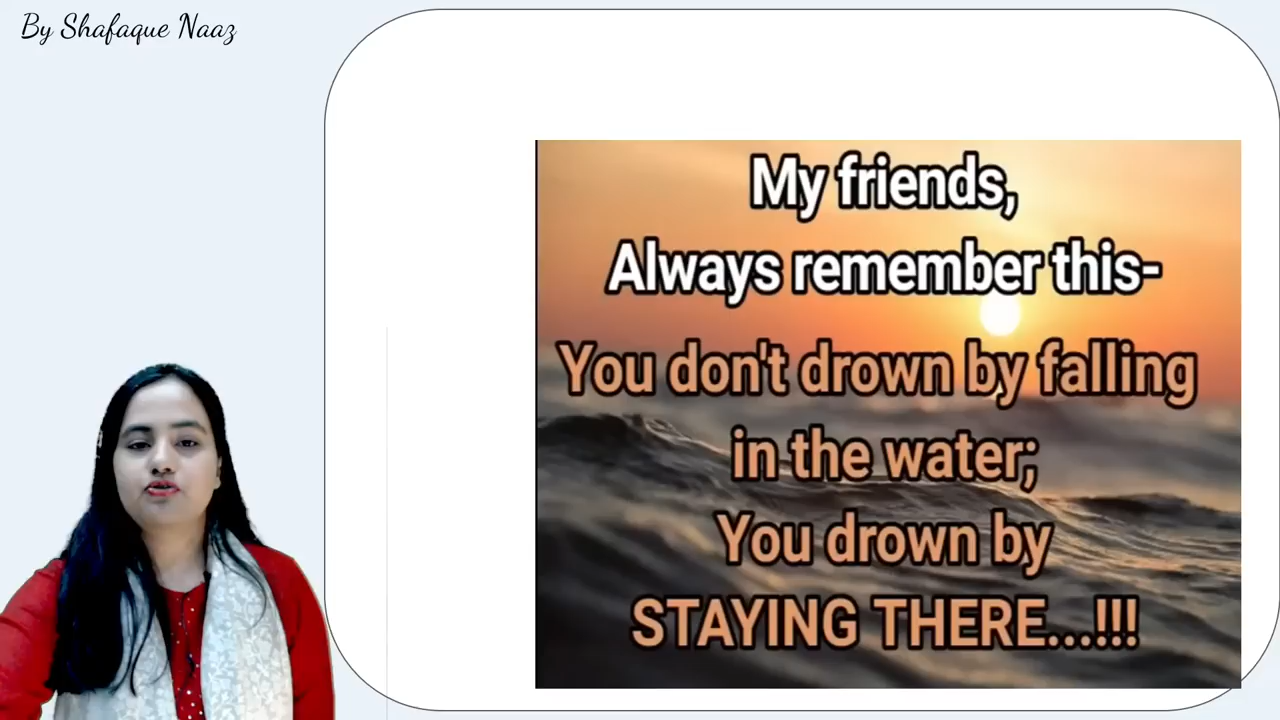 By Shafaque Naaz
My friends,
Always remember this-
You don't drown by falling
in the water;
You drown by
STAYING THERE...!!!